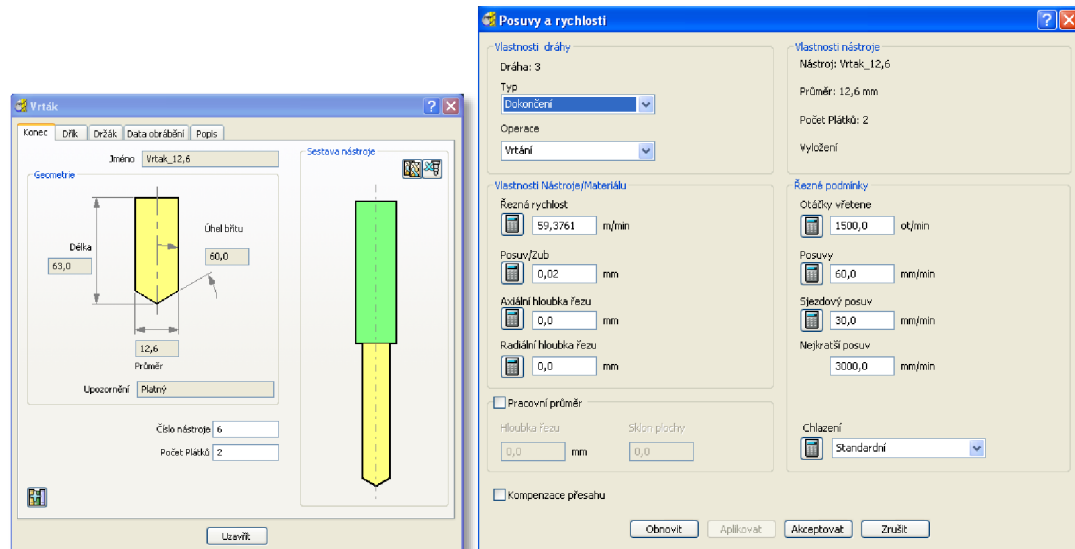 Vrták
Konec Dřík Držák Data obrábění Popis
Jméno Vrtak_12,6
Geometrie
Délka
63,0
Úhel břitu
60,0
12,6
Průměr
Upozornění Platný
Číslo nástroje 6
Počet Plátků 2
Sestava nástroje
Uzavřít
Posuvy a rychlosti
Vlastnosti dráhy
Dráha: 3
Typ
Dokončení
Operace
Vrtání
Vlastnosti nástroje
Nástroj: Vrtak_12,6
Průměr: 12,6 mm
Počet Plátků: 2
Vyložení
Vlastnosti Nástroje/Materiálu
Řezná rychlost
59,3761 m/min
Posuv/Zub
0,02 mm
Axiální hloubka řezu
0,0 mm
Radiální hloubka řezu
0,0 mm
Řezné podmínky
Otáčky vřetene
1500,0 ot/min
Posuvy
60,0 mm/min
Sjezdový posuv
30,0 mm/min
Nejkratší posuv
3000,0 mm/min
Pracovní průměr
Hloubka řezu Sklon plochy
0,0 mm 0,0
Chlazení
Standardní
Kompenzace přesahu
Obnovit Aplikovat Akceptovat Zrušit